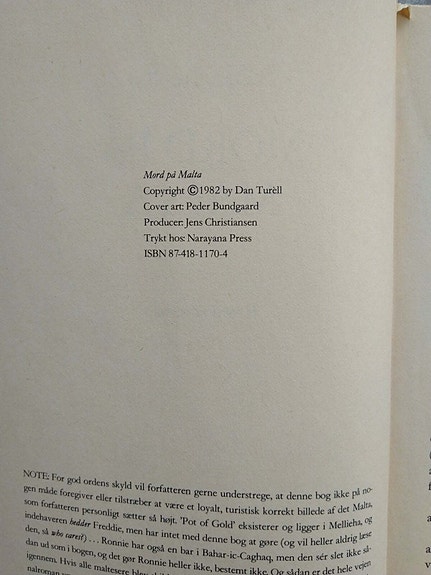 Mord på Malta
Copyright ©1982 by Dan Turèll
Cover art: Peder Bundgaard
Producer: Jens Christiansen
Trykt hos: Narayana Press
ISBN 87-418-1170-4
NOTE: For god ordens skyld vil forfatteren gerne understrege, at denne bog ikke på no-
gen måde foregiver eller tilstræber at være et loyalt, turistisk korrekt billede af det Malta,
som forfatteren personligt sætter så højt. 'Pot of Gold' eksisterer og ligger i Mellieha, og
indehaveren hedder Freddie, men har intet med denne bog at gøre (og vil heller aldrig læse
den, så who cares!) . . . Ronnie har også en bar i Bahar-ic-Caghaq, men den sér slet ikke så-
dan ud som i bogen, og det gør Ronnie heller ikke, bestemt ikke. Og sådan er det hele vejen
igennem. Hvis alle maltesere